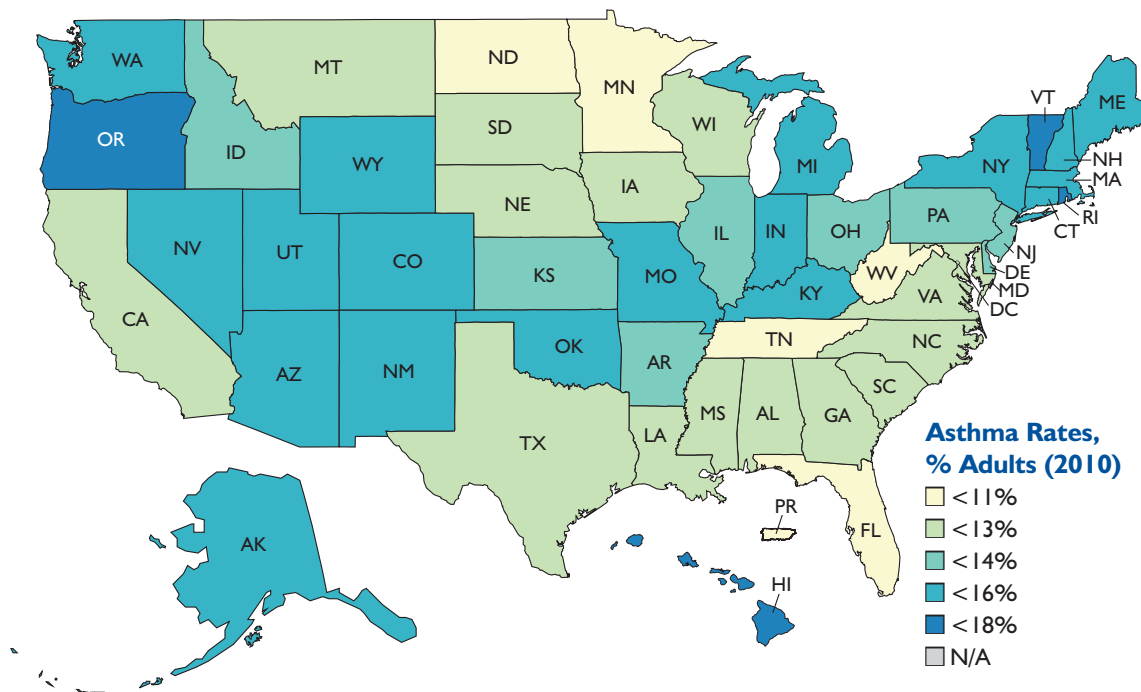 WA
MT
ND
MN
VT
ME
OR
ID
SD
WI
WY
MI
NY
NH
MA
IA
NE
PA
RI
CT
NV
UT
CO
IL
IN
OH
NJ
KS
MO
WV
DE
MD
KY
VA
DC
CA
TN
NC
AZ
NM
OK
AR
SC
MS
AL
GA
TX
LA
Asthma Rates,
% Adults (2010)
<11%
PR
FL
<13%
AK
<14%
HI
<16%
<18%
N/A